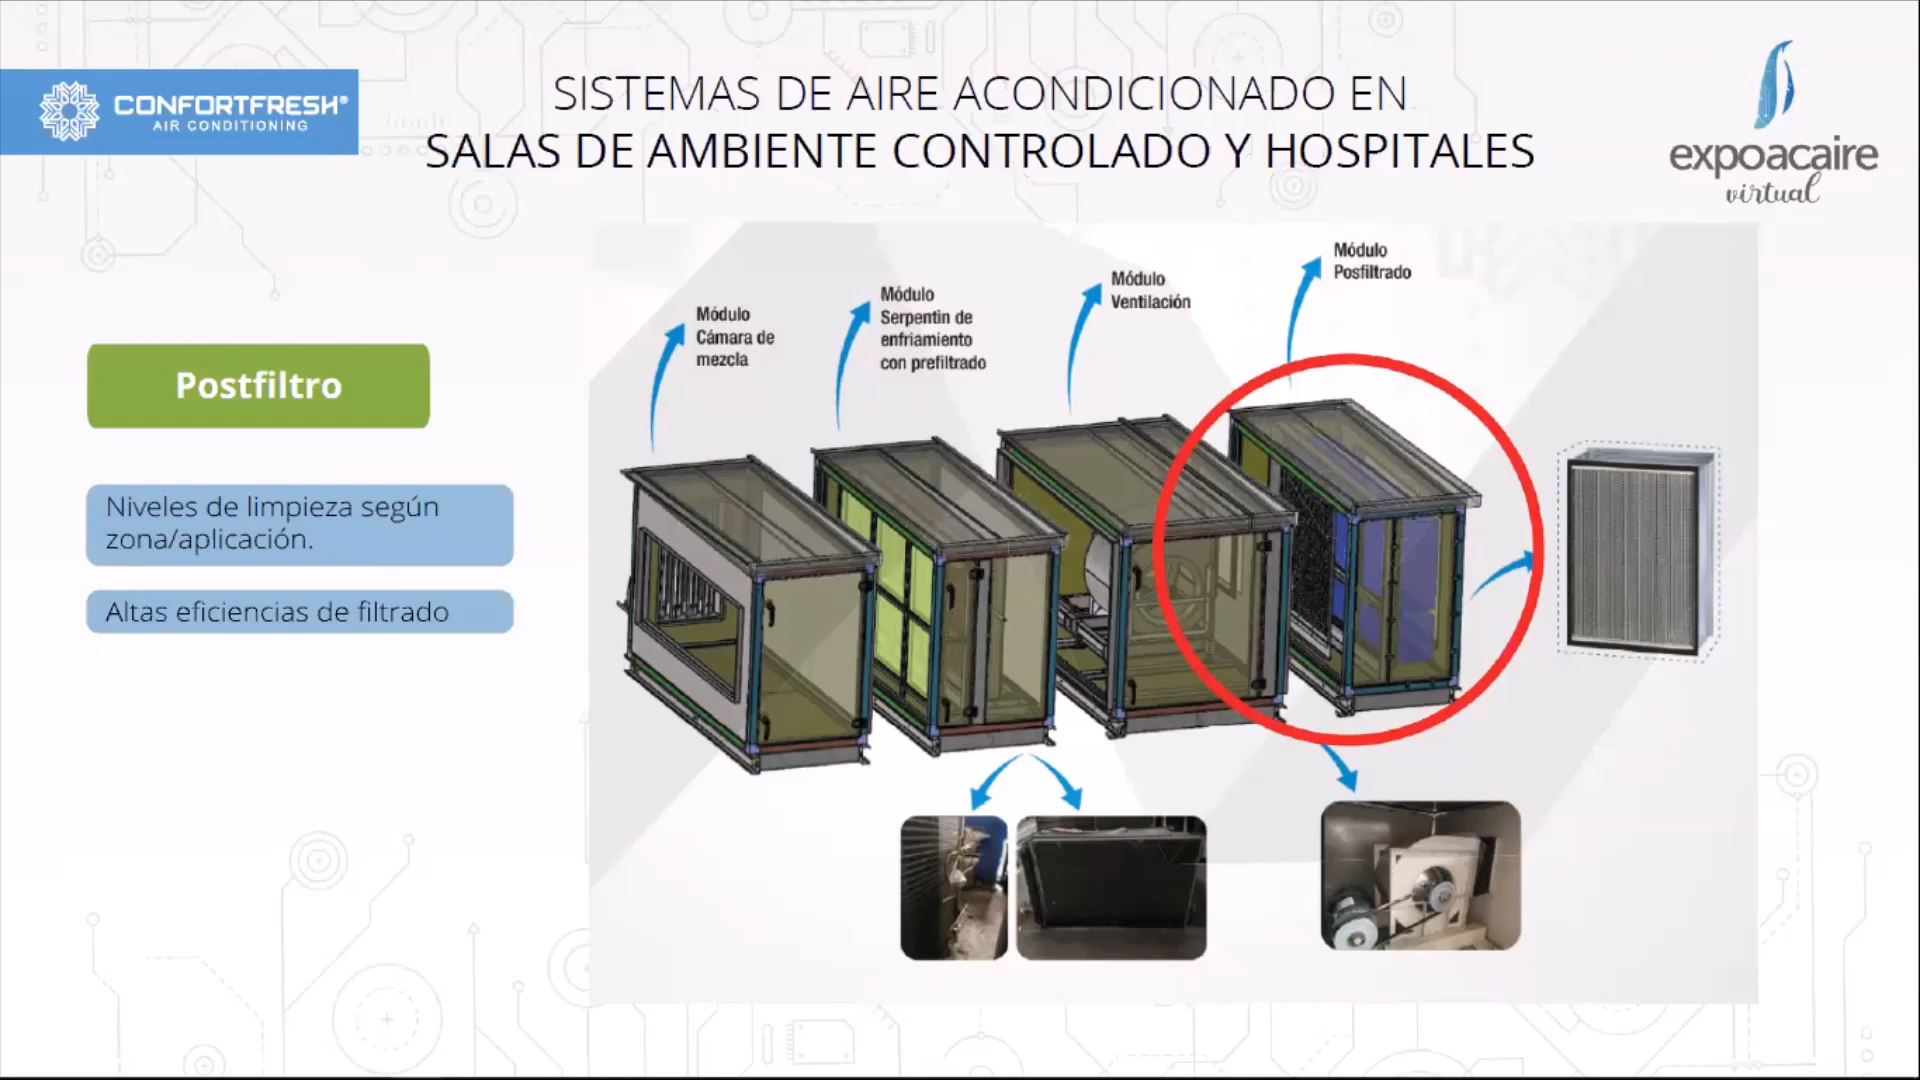 CONFORTFRESH®
AIR CONDITIONING
SISTEMAS DE AIRE ACONDICIONADO EN
SALAS DE AMBIENTE CONTROLADO Y HOSPITALES
expoacaire
virtual
Postfiltro
Niveles de limpieza según
zona/aplicación.
Altas eficiencias de filtrado
Módulo
Cámara de
mezcla
Módulo
Serpentin de
enfriamiento
con prefiltrado
Módulo
Ventilación
Módulo
Posfiltrado